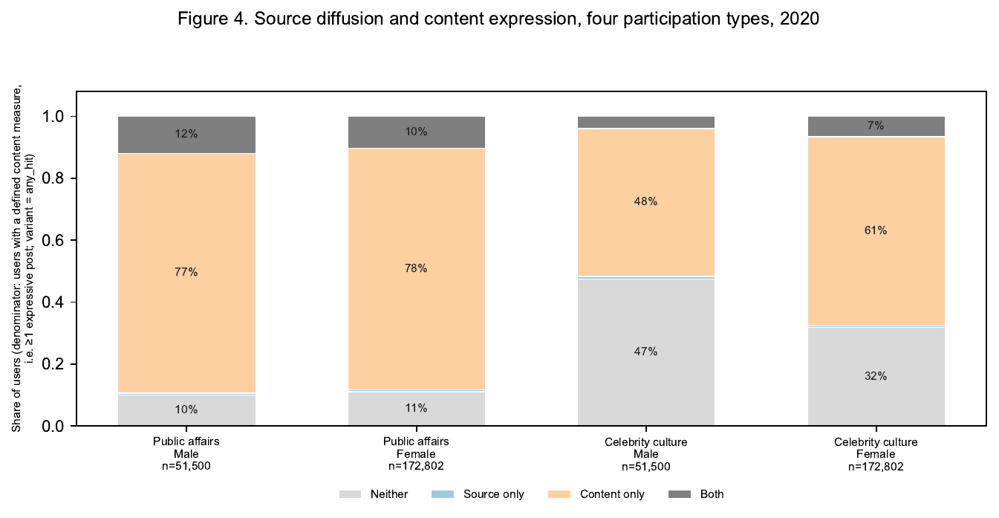 Figure 4. Source diffusion and content expression, four participation types, 2020
Share of users (denominator: users with a defined content measure,
i.e. ≥1 expressive post; variant = any_hit)
1.0
0.8
0.6
0.4
0.2
0.0
12%
77%
10%
10%
78%
11%
48%
47%
7%
61%
32%
Public affairs
Male
n=51,500
Public affairs
Female
n=172,802
Celebrity culture
Male
n=51,500
Celebrity culture
Female
n=172,802
Neither
Source only
Content only
Both